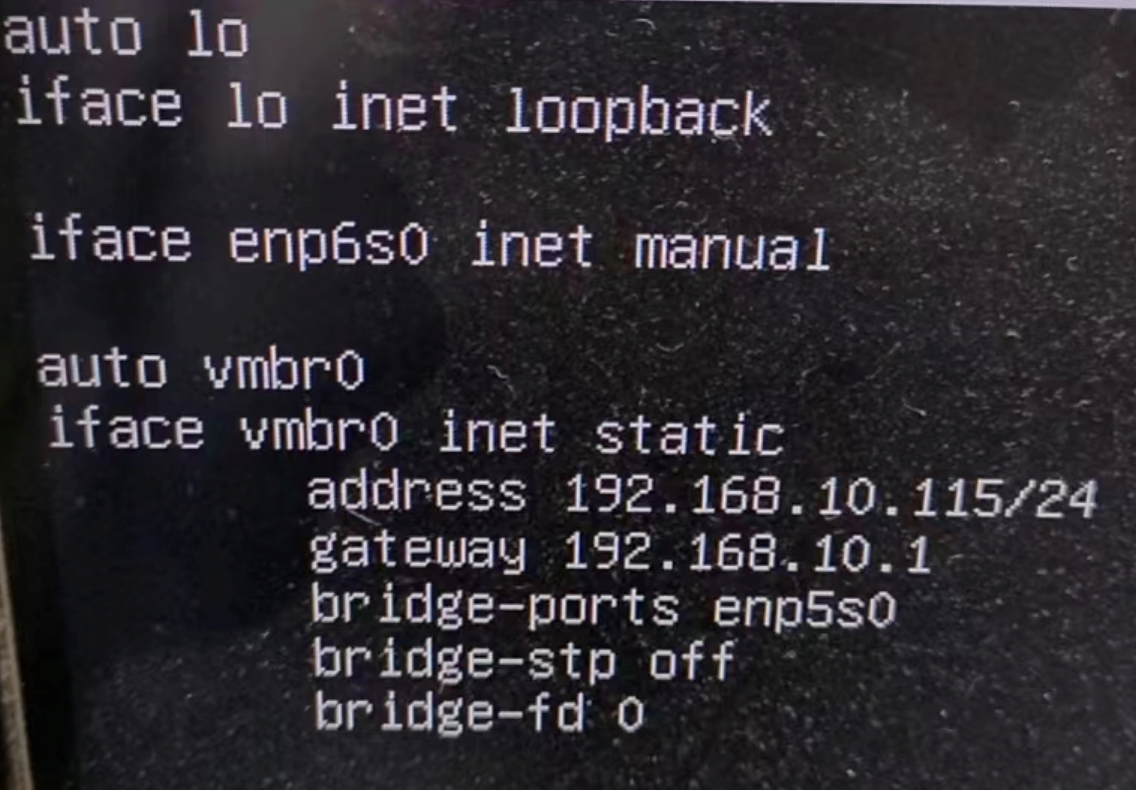 auto lo
iface lo inet loopback
iface enp6s0 inet manual
auto vmbr0
iface vmbr0 inet static
address 192.168.10.115/24
gateway 192.168.10.1
bridge-ports enp5s0
bridge-stp off
bridge-fd 0